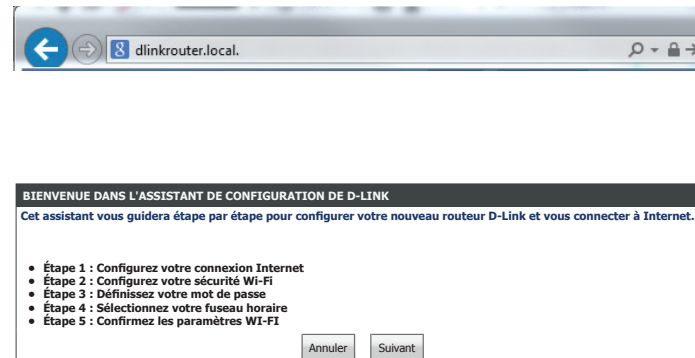 dlinkrouter.local.
BIENVENUE DANS L'ASSISTANT DE CONFIGURATION DE D-LINK
Cet assistant vous guidera étape par étape pour configurer votre nouveau routeur D-Link et vous connecter à Internet.
• Étape 1 : Configurez votre connexion Internet
• Étape 2 : Configurez votre sécurité Wi-Fi
• Étape 3 : Définissez votre mot de passe
• Étape 4 : Sélectionnez votre fuseau horaire
• Étape 5 : Confirmez les paramètres WI-FI
Annuler Suivant